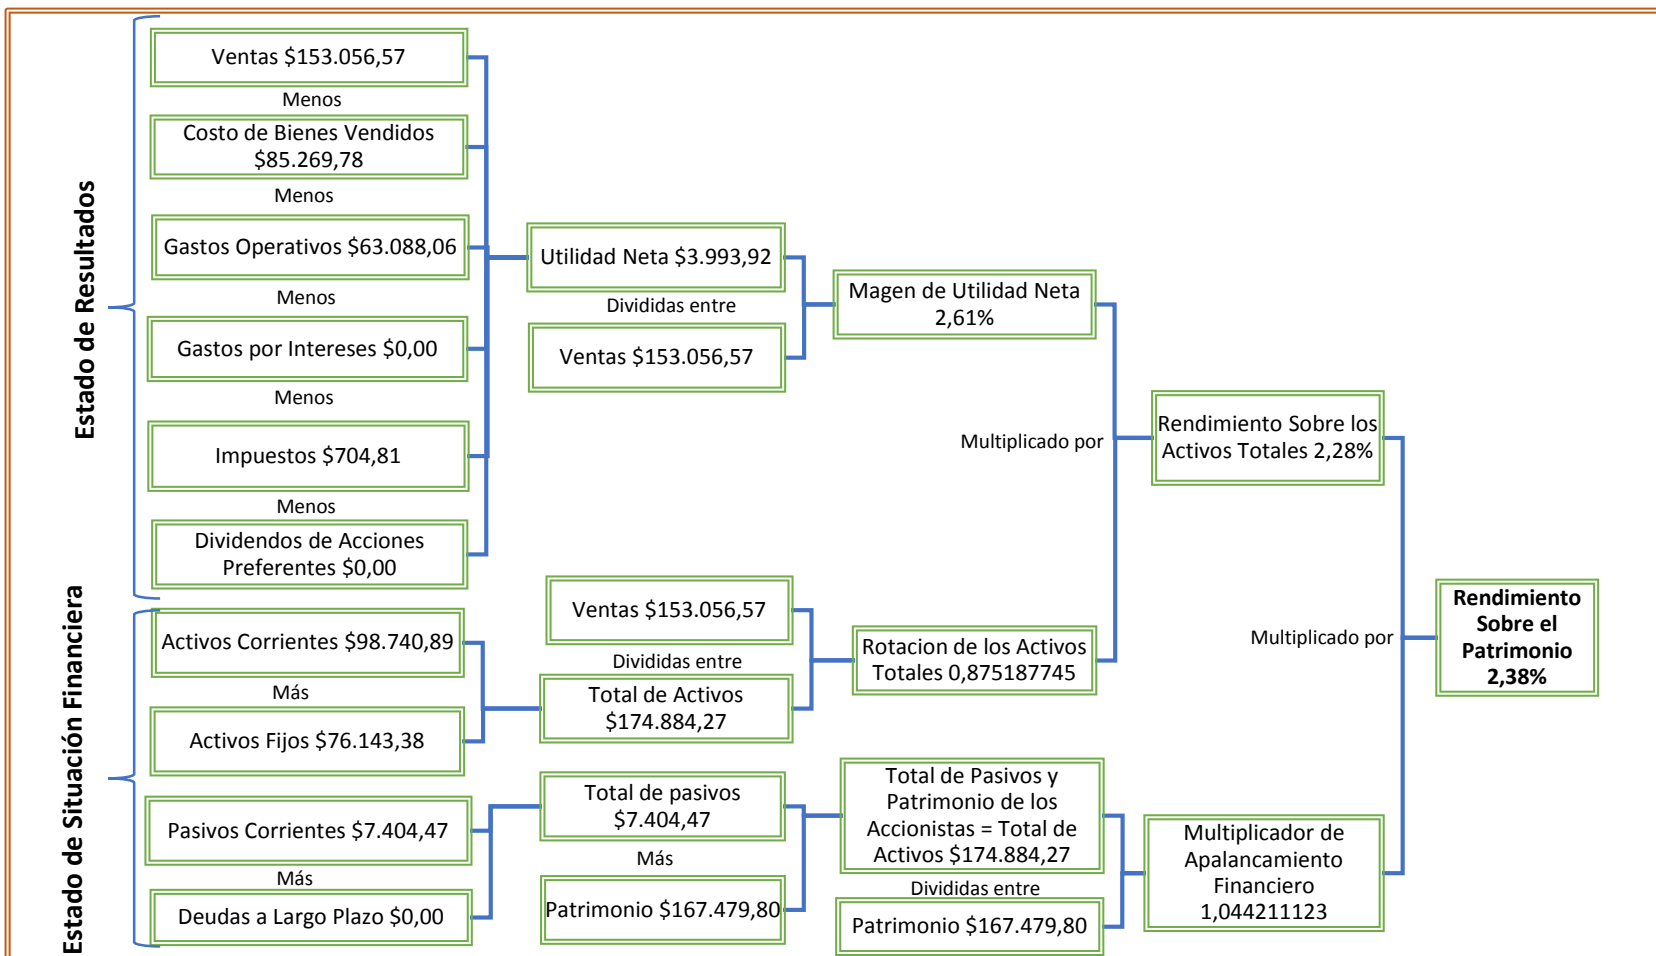 Estado de Resultados
Ventas $153.056,57
Menos
Costo de Bienes Vendidos
$85.269,78
Menos
Gastos Operativos $63.088,06
Menos
Gastos por Intereses $0,00
Menos
Impuestos $704,81
Menos
Dividendos de Acciones
Preferentes $0,00
Utilidad Neta $3.993,92
Divididas entre
Ventas $153.056,57
Magen de Utilidad Neta
2,61%
Multiplicado por
Rendimiento Sobre los
Activos Totales 2,28%
Estado de Situación Financiera
Activos Corrientes $98.740,89
Más
Activos Fijos $76.143,38
Ventas $153.056,57
Divididas entre
Total de Activos
$174.884,27
Rotacion de los Activos
Totales 0,875187745
Multiplicado por
Rendimiento
Sobre el
Patrimonio
2,38%
Pasivos Corrientes $7.404,47
Más
Deudas a Largo Plazo $0,00
Total de pasivos
$7.404,47
Más
Patrimonio $167.479,80
Total de Pasivos y
Patrimonio de los
Accionistas = Total de
Activos $174.884,27
Divididas entre
Patrimonio $167.479,80
Multiplicador de
Apalancamiento
Financiero
1,044211123